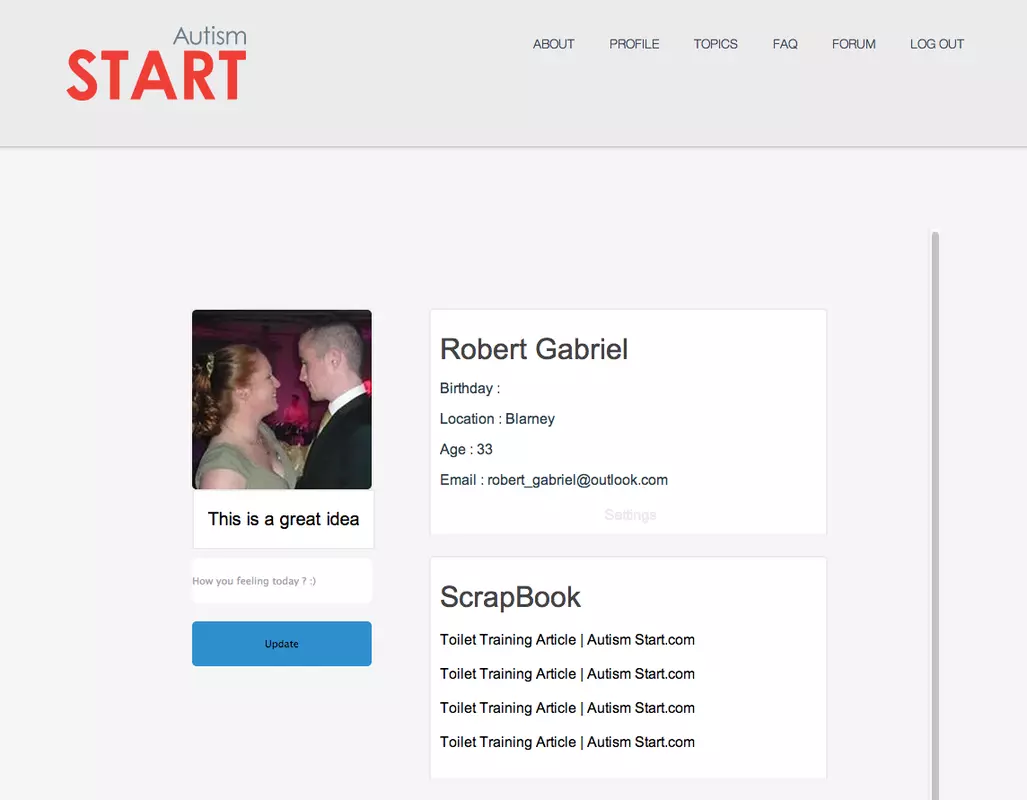 Autism
START
ABOUT PROFILE TOPICS FAQ FORUM LOG OUT
This is a great idea
How you feeling today ? :)
Update
Robert Gabriel
Birthday :
Location : Blarney
Age : 33
Email : robert_gabriel@outlook.com
Settings
ScrapBook
Toilet Training Article | Autism Start.com
Toilet Training Article | Autism Start.com
Toilet Training Article | Autism Start.com
Toilet Training Article | Autism Start.com